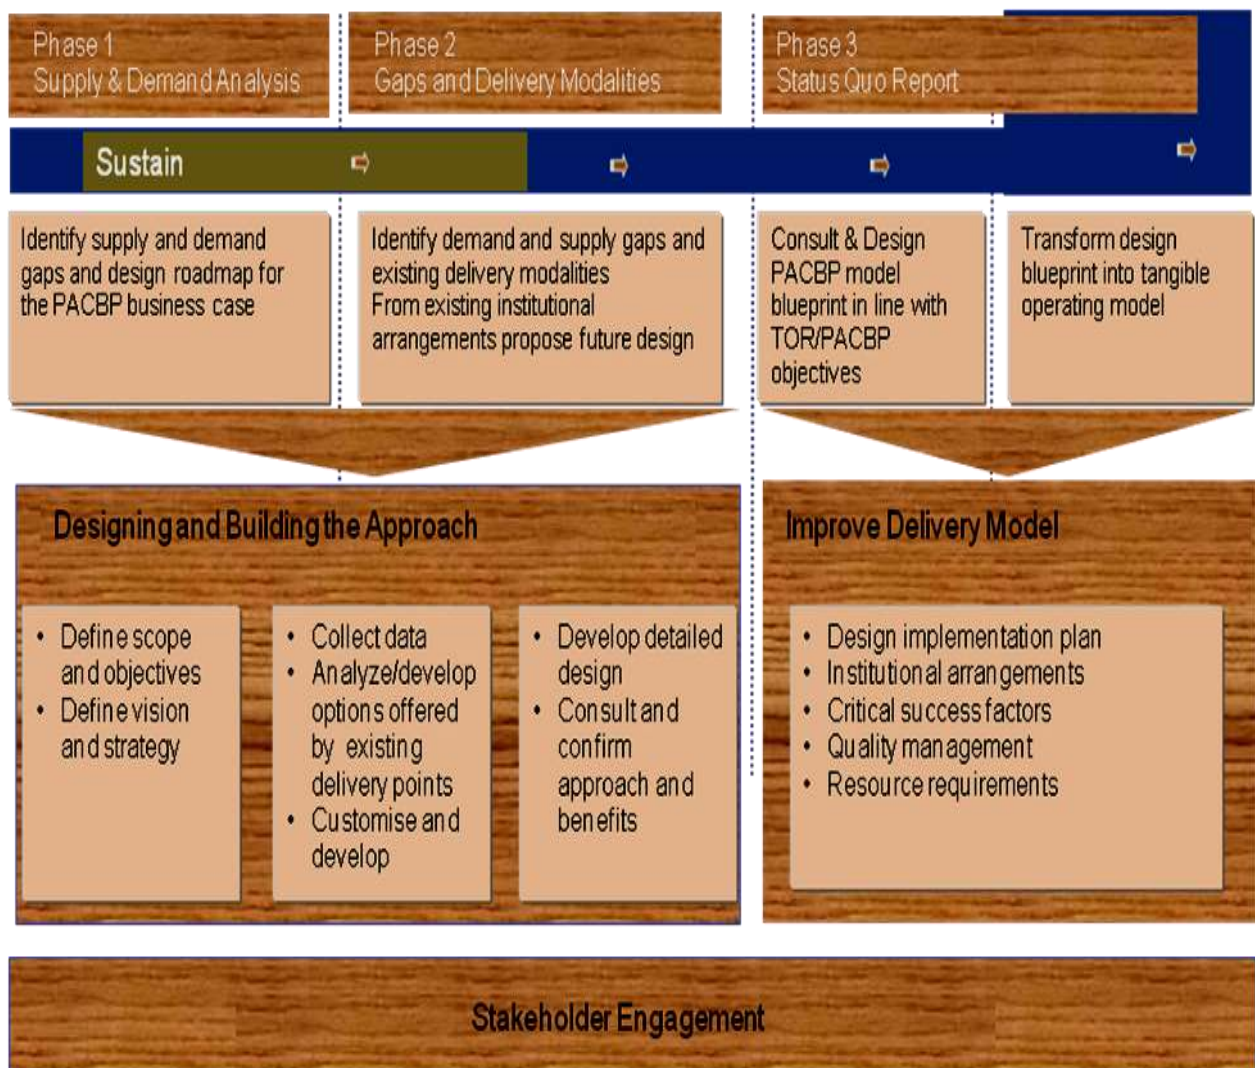 Phase 1
Supply & Demand Analysis
Phase 2
Gaps and Delivery Modalities
Phase 3
Status Quo Report
Sustain
Identify supply and demand
gaps and design roadmap for
the PACBP business case
Identify demand and supply gaps and
existing delivery modalities
From existing institutional
arrangements propose future design
Consult & Design
PACBP model
blueprint in line with
TOR/PACBP
objectives
Transform design
blueprint into tangible
operating model
Designing and Building the Approach
• Define scope
and objectives
• Define vision
and strategy
• Collect data
• Analyze/develop
options offered
by existing
delivery points
• Customise and
develop
• Develop detailed
design
• Consult and
confirm
approach and
benefits
Improve Delivery Model
• Design implementation plan
• Institutional arrangements
• Critical success factors
• Quality management
• Resource requirements
Stakeholder Engagement